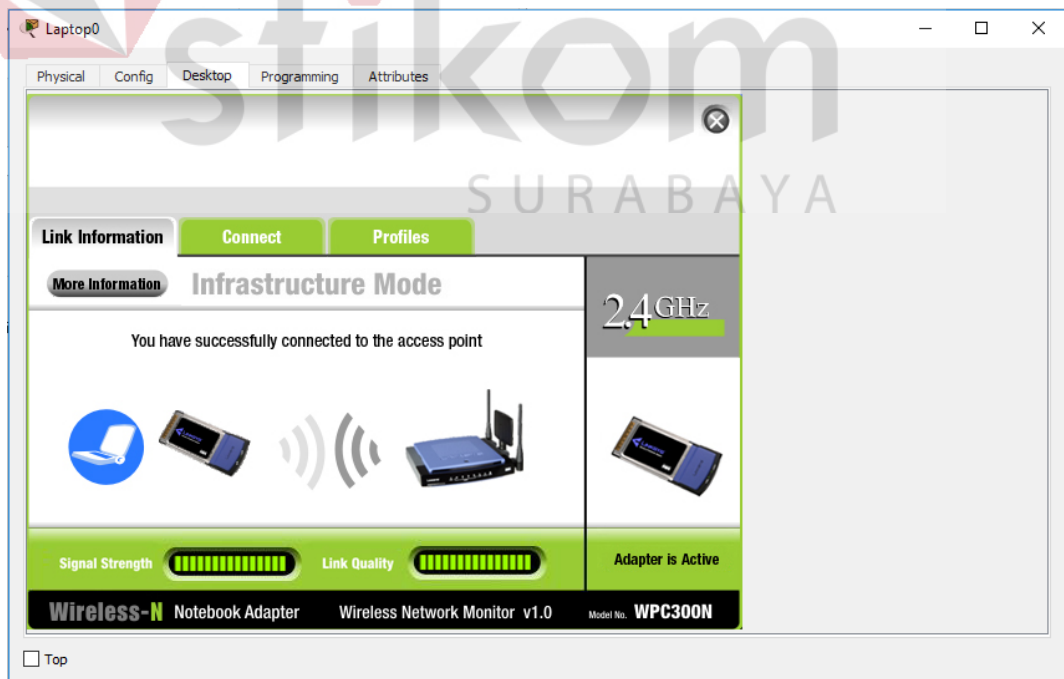 stikom
SURABAYA
Laptop0
Physical Config Desktop Programming Attributes
Link Information Connect Profiles
More Information Infrastructure Mode
2.4 GHz
You have successfully connected to the access point
Signal Strength Link Quality Adapter is Active
Wireless-N Notebook Adapter Wireless Network Monitor v1.0 Model No. WPC300N
Top